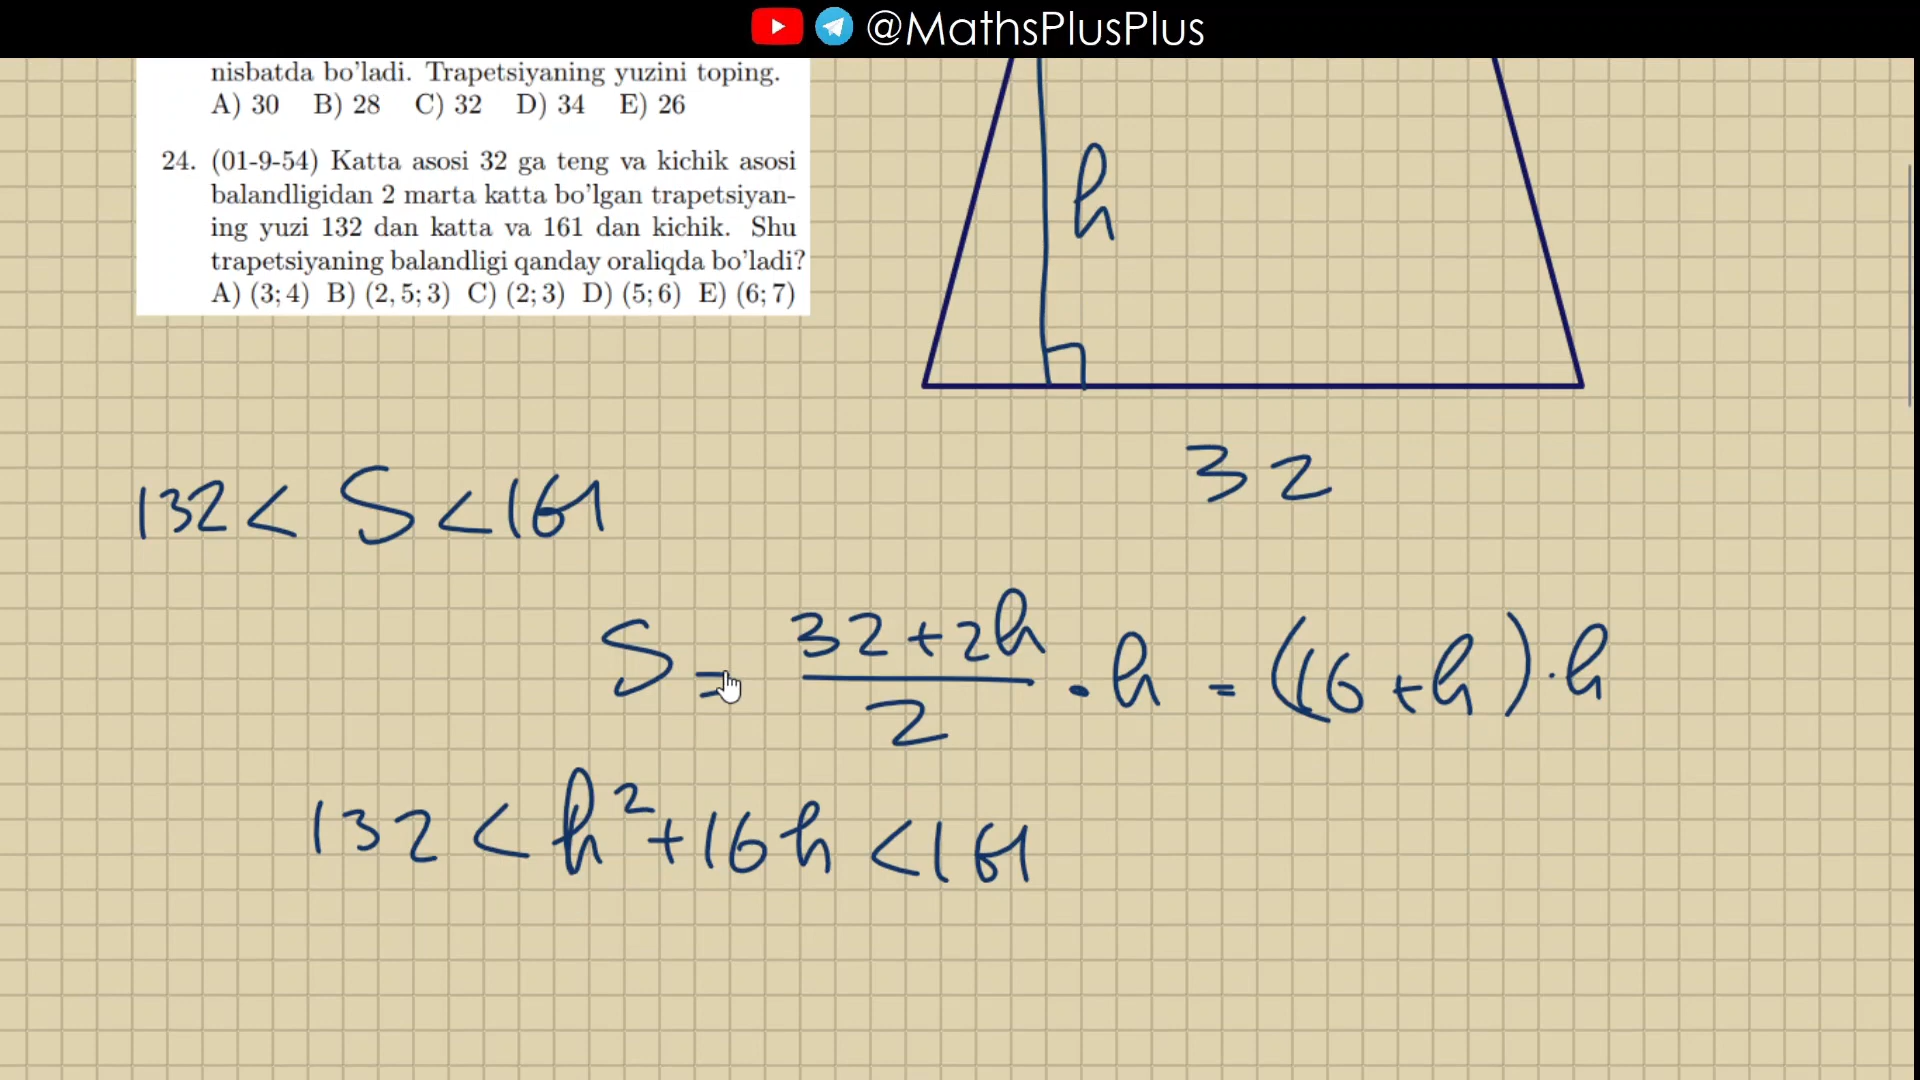 @MathsPlusPlus
nisbatda bo’ladi. Trapetsiyaning yuzini toping.
A) 30 B) 28 C) 32 D) 34 E) 26
24. (01-9-54) Katta asosi 32 ga teng va kichik asosi
balandligidan 2 marta katta bo’lgan trapetsiyan-
ing yuzi 132 dan katta va 161 dan kichik. Shu
trapetsiyaning balandligi qanday oraliqda bo’ladi?
A) (3; 4) B) (2, 5; 3) C) (2; 3) D) (5; 6) E) (6; 7)
h
32
132 < S < 161
S = \frac{32+2h}{2} · h = (16 + h) · h
132 < h² + 16h < 161